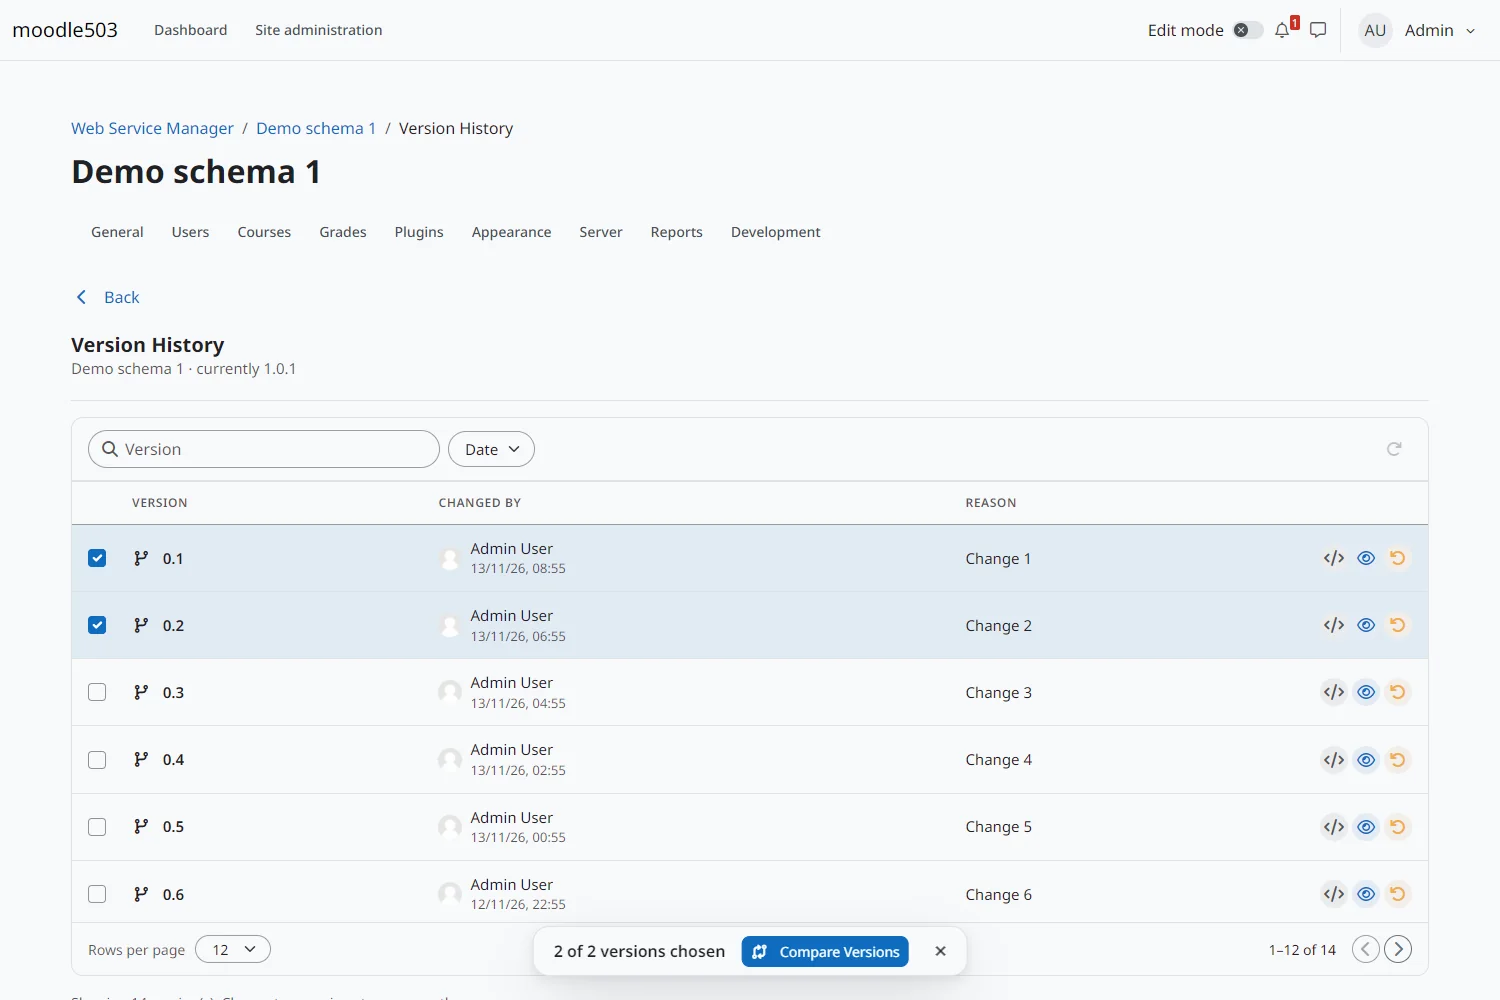 moodle503 Dashboard Site administration Edit mode 1 AU Admin
Web Service Manager / Demo schema 1 / Version History
Demo schema 1
General Users Courses Grades Plugins Appearance Server Reports Development
Back
Version History
Demo schema 1 · currently 1.0.1
Version Date
VERSION CHANGED BY REASON
0.1 Admin User Change 1
13/11/26, 08:55
0.2 Admin User Change 2
13/11/26, 06:55
0.3 Admin User Change 3
13/11/26, 04:55
0.4 Admin User Change 4
13/11/26, 02:55
0.5 Admin User Change 5
13/11/26, 00:55
0.6 Admin User Change 6
12/11/26, 22:55
Rows per page 12 2 of 2 versions chosen Compare Versions 1–12 of 14